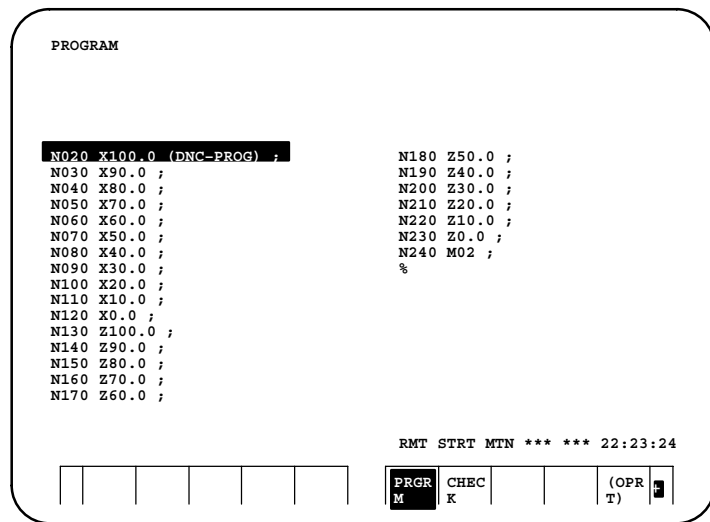 PROGRAM
N020 X100.0 (DNC-PROG) ;
N030 X90.0 ;
N040 X80.0 ;
N050 X70.0 ;
N060 X60.0 ;
N070 X50.0 ;
N080 X40.0 ;
N090 X30.0 ;
N100 X20.0 ;
N110 X10.0 ;
N120 X0.0 ;
N130 Z100.0 ;
N140 Z90.0 ;
N150 Z80.0 ;
N160 Z70.0 ;
N170 Z60.0 ;
N180 Z50.0 ;
N190 Z40.0 ;
N200 Z30.0 ;
N210 Z20.0 ;
N220 Z10.0 ;
N230 Z0.0 ;
N240 M02 ;
%
RMT STRT MTN *** *** 22:23:24
PRGR CHEC (OPR +
M K T)